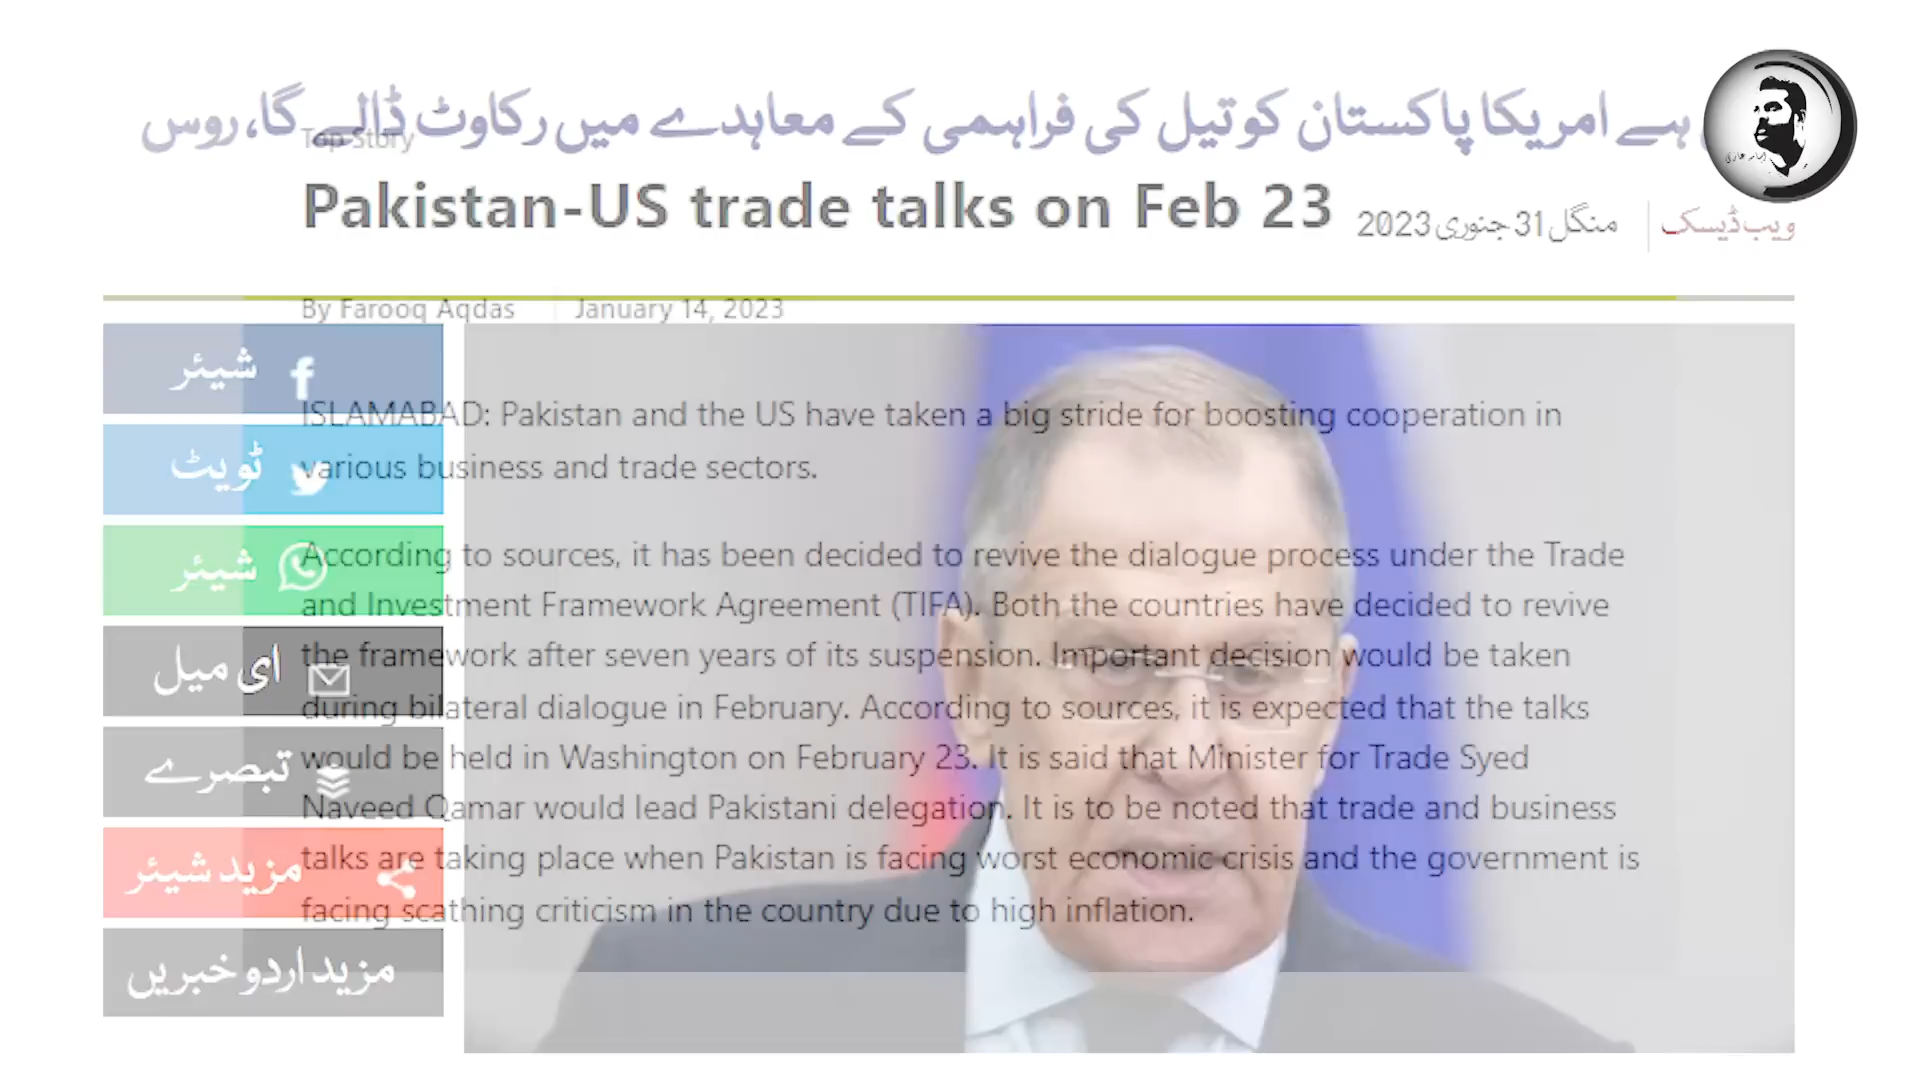 ہے امریکا پاکستان کو تیل کی فراہمی کے معاہدے میں رکاوٹ ڈالے گا، روس
Top Story
Pakistan-US trade talks on Feb 23
ویب ڈیسک
منگل 31 جنوری 2023
By Farooq Aqdas
January 14, 2023
شیئر
ٹویٹ
شیئر
ای میل
تبصرے
مزید شیئر
مزید اردو خبریں
ISLAMABAD: Pakistan and the US have taken a big stride for boosting cooperation in
various business and trade sectors.
According to sources, it has been decided to revive the dialogue process under the Trade
and Investment Framework Agreement (TIFA). Both the countries have decided to revive
the framework after seven years of its suspension. Important decision would be taken
during bilateral dialogue in February. According to sources, it is expected that the talks
would be held in Washington on February 23. It is said that Minister for Trade Syed
Naveed Qamar would lead Pakistani delegation. It is to be noted that trade and business
talks are taking place when Pakistan is facing worst economic crisis and the government is
facing scathing criticism in the country due to high inflation.